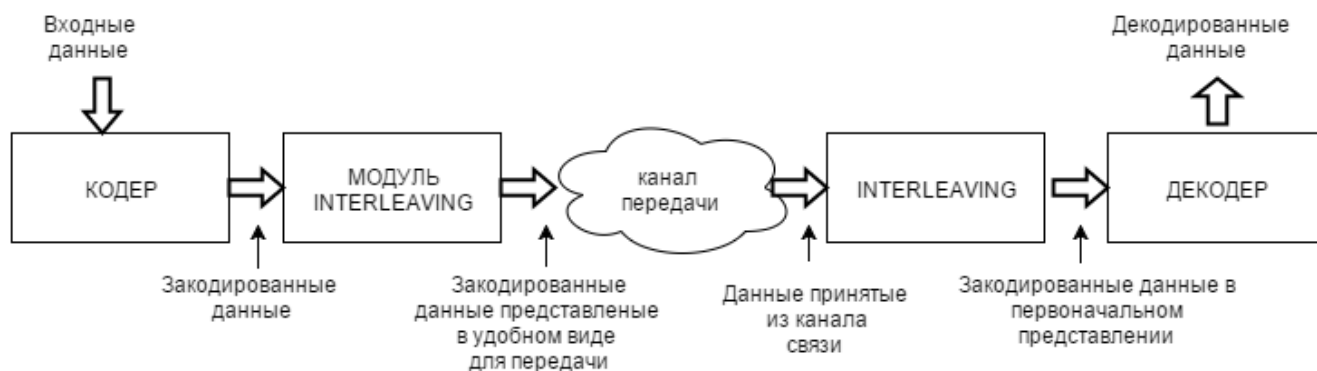 Входные
данные
Декодированные
данные
КОДЕР
МОДУЛЬ
INTERLEAVING
канал
передачи
INTERLEAVING
ДЕКОДЕР
Закодированные
данные
Закодированные
данные представленые
в удобном виде
для передачи
Данные принятые
из канала
связи
Закодированные данные в
первоначальном
представлении